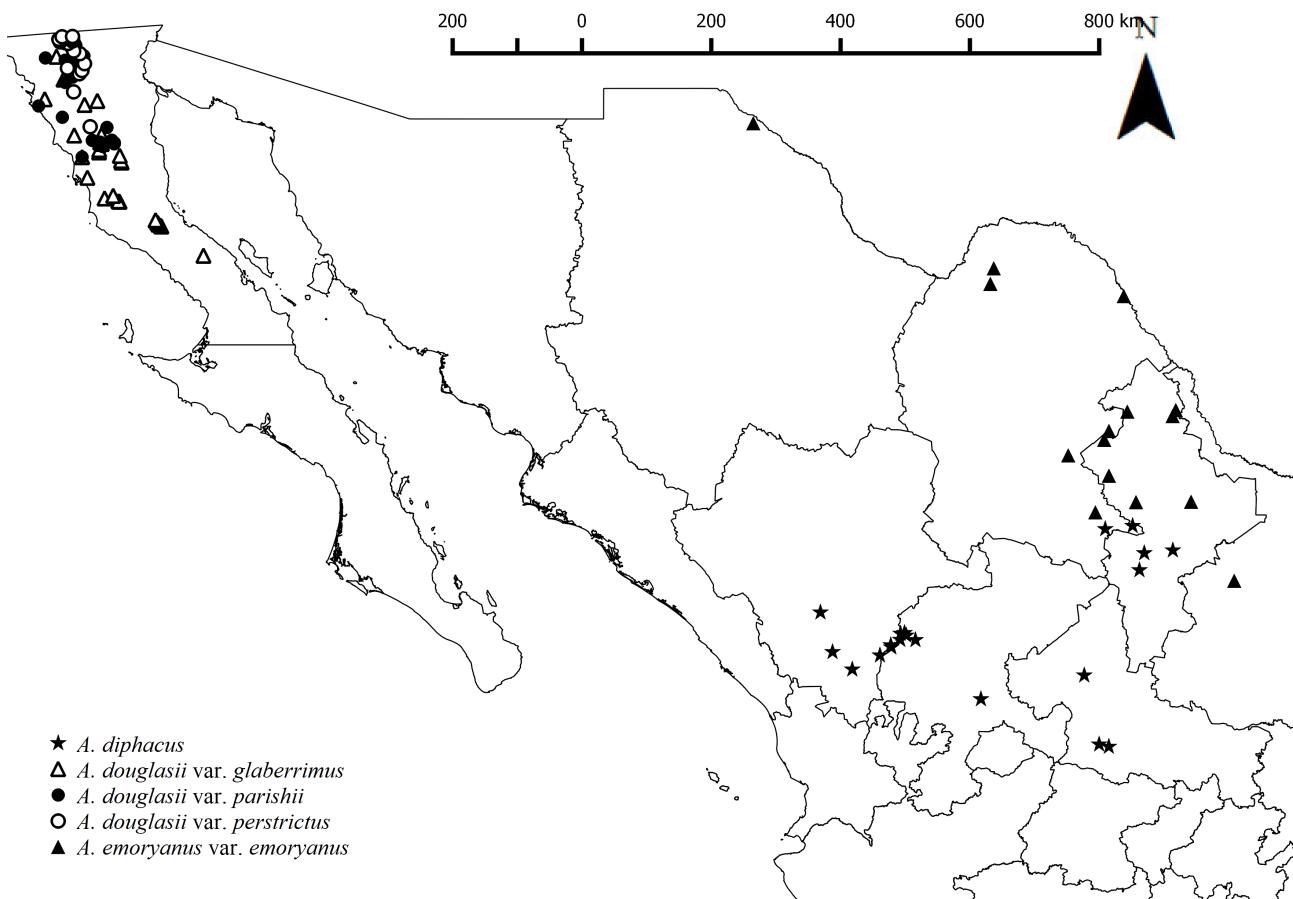 200 0 200 400 600 800 km
N
A. diphacus
A. douglasii var. glaberrimus
A. douglasii var. parishii
A. douglasii var. perstrictus
A. emoryanus var. emoryanus